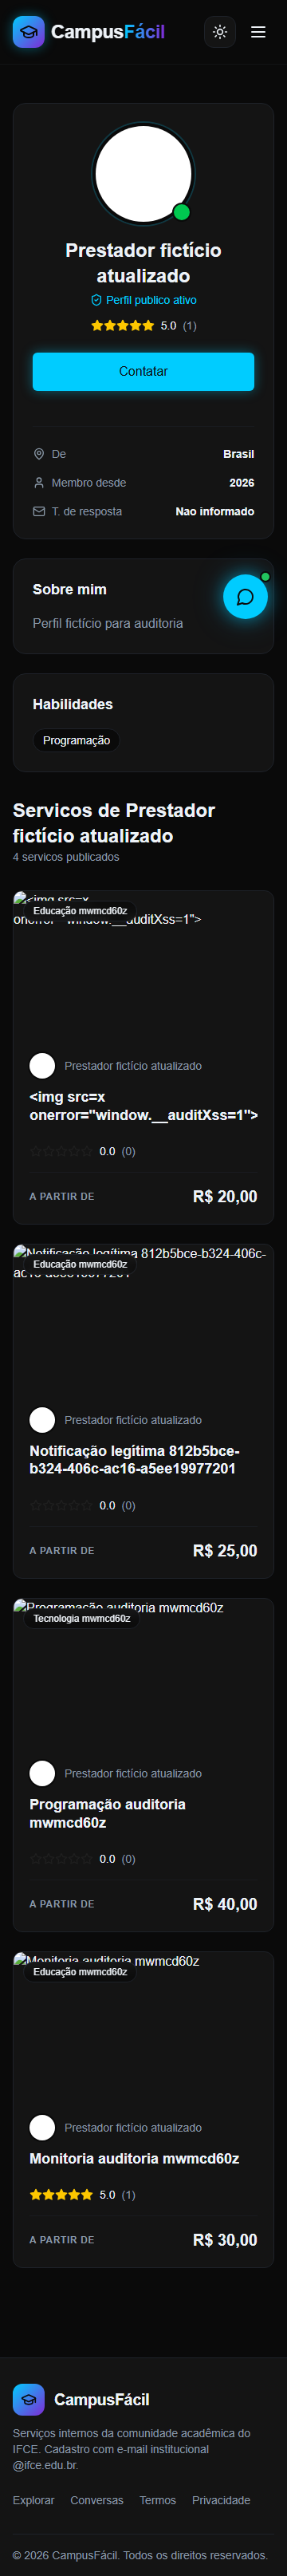 CampusFácil
Prestador fictício
atualizado
Perfil publico ativo
5.0 (1)
Contatar
De Brasil
Membro desde 2026
T. de resposta Nao informado
Sobre mim
Perfil fictício para auditoria
Habilidades
Programação
Servicos de Prestador
fictício atualizado
4 servicos publicados
<img src=x
Educação mwmcd60z
onerror="window.__auditXss=1">
Prestador fictício atualizado
<img src=x
onerror="window.__auditXss=1">
0.0 (0)
A PARTIR DE R$ 20,00
Notificação legítima 812b5bce-b324-406c-
Educação mwmcd60z
Prestador fictício atualizado
Notificação legítima 812b5bce-
b324-406c-ac16-a5ee19977201
0.0 (0)
A PARTIR DE R$ 25,00
Programação auditoria mwmcd60z
Tecnologia mwmcd60z
Prestador fictício atualizado
Programação auditoria
mwmcd60z
0.0 (0)
A PARTIR DE R$ 40,00
Monitoria auditoria mwmcd60z
Educação mwmcd60z
Prestador fictício atualizado
Monitoria auditoria mwmcd60z
5.0 (1)
A PARTIR DE R$ 30,00
CampusFácil
Serviços internos da comunidade acadêmica do
IFCE. Cadastro com e-mail institucional
@ifce.edu.br.
Explorar Conversas Termos Privacidade
© 2026 CampusFácil. Todos os direitos reservados.